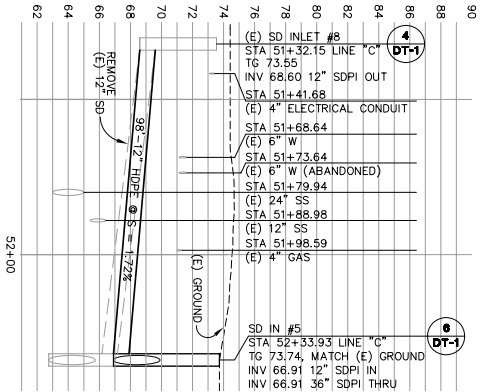 60 62 64 66 68 70 72 74 76 78 80 82 84 86 88 90
(E) SD INLET #8
STA 51+32.15 LINE "C"
TG 73.55
INV 68.60 12" SDPI OUT
4
DT-1
STA 51+41.68
(E) 4" ELECTRICAL CONDUIT
STA 51+68.64
(E) 6" W
STA 51+73.64
(E) 6" W (ABANDONED)
STA 51+79.94
(E) 24" SS
STA 51+88.98
(E) 12" SS
STA 51+98.59
(E) 4" GAS
REMOVE
(E) 12" SD
98'-12" HDPE @ S = 1.72%
(E) GROUND
52+00
SD IN #5
STA 52+33.93 LINE "C"
TG 73.74, MATCH (E) GROUND
INV 66.91 12" SDPI IN
INV 66.91 36" SDPI THRU
6
DT-1